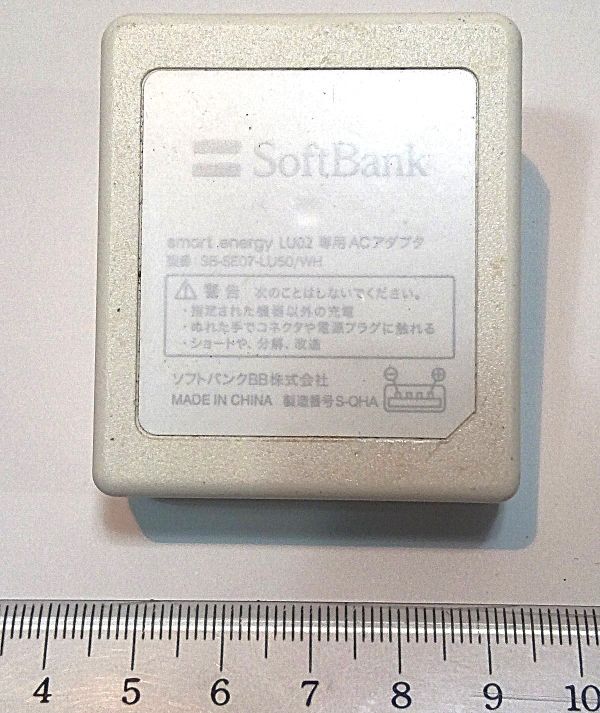 SoftBank
smart energy LU02 専用 ACアダプタ
型番 : SB-SE07-LU50/WH
警告 次のことはしないでください。
・指定された機器以外の充電
・ぬれた手でコネクタや電源プラグに触れる
・ショートや、分解、改造
ソフトバンクBB株式会社
MADE IN CHINA 製造番号S-QHA
4 5 6 7 8 9 10